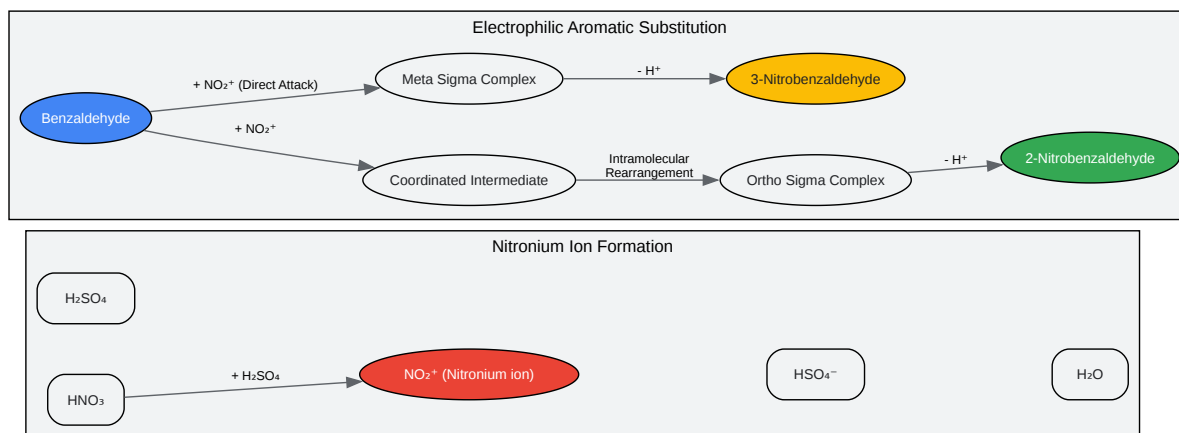 Electrophilic Aromatic Substitution
+ NO₂⁺ (Direct Attack)
Meta Sigma Complex
- H⁺
3-Nitrobenzaldehyde
Benzaldehyde
+ NO₂⁺
Coordinated Intermediate
Intramolecular
Rearrangement
Ortho Sigma Complex
- H⁺
2-Nitrobenzaldehyde
Nitronium Ion Formation
H₂SO₄
HNO₃
+ H₂SO₄
NO₂⁺ (Nitronium ion)
HSO₄⁻
H₂O